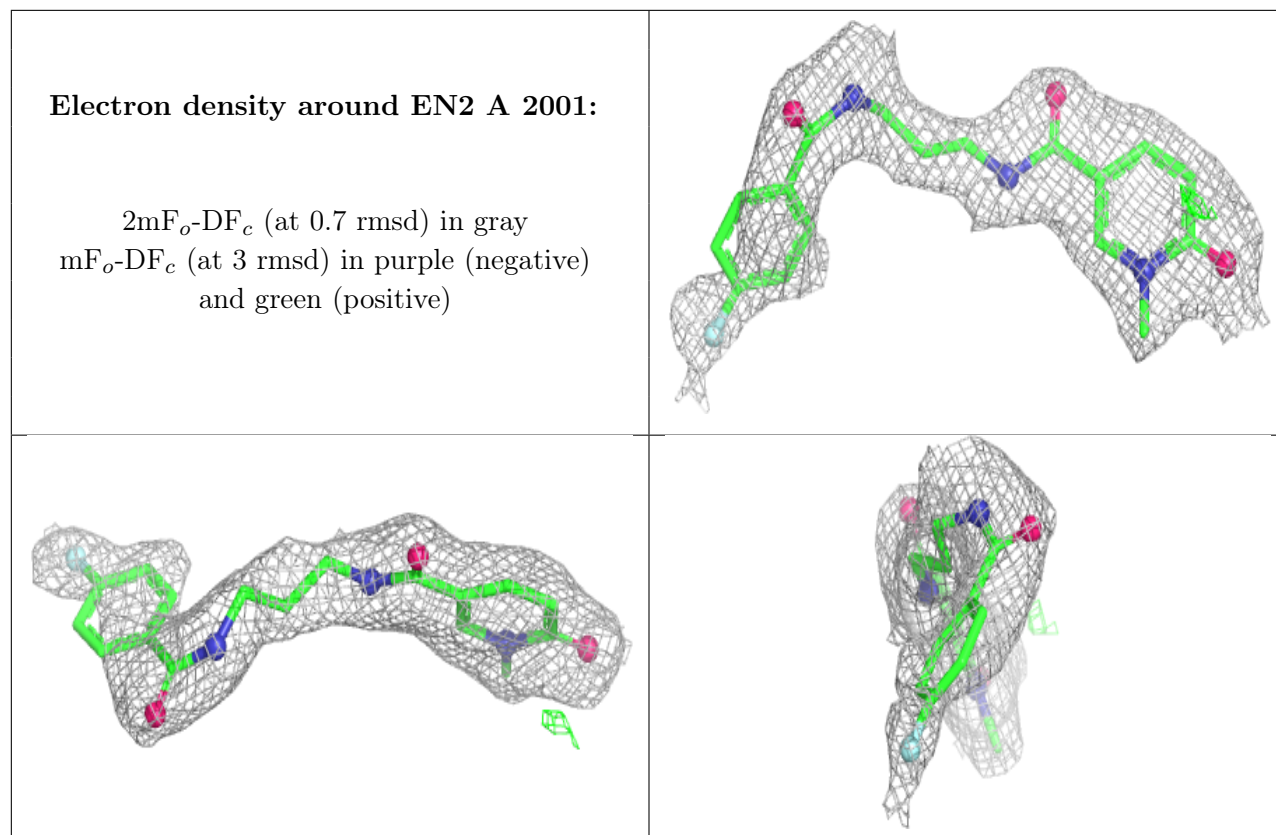 Electron density around EN2 A 2001:
2mFₒ-DF𝒸 (at 0.7 rmsd) in gray
mFₒ-DF𝒸 (at 3 rmsd) in purple (negative)
and green (positive)